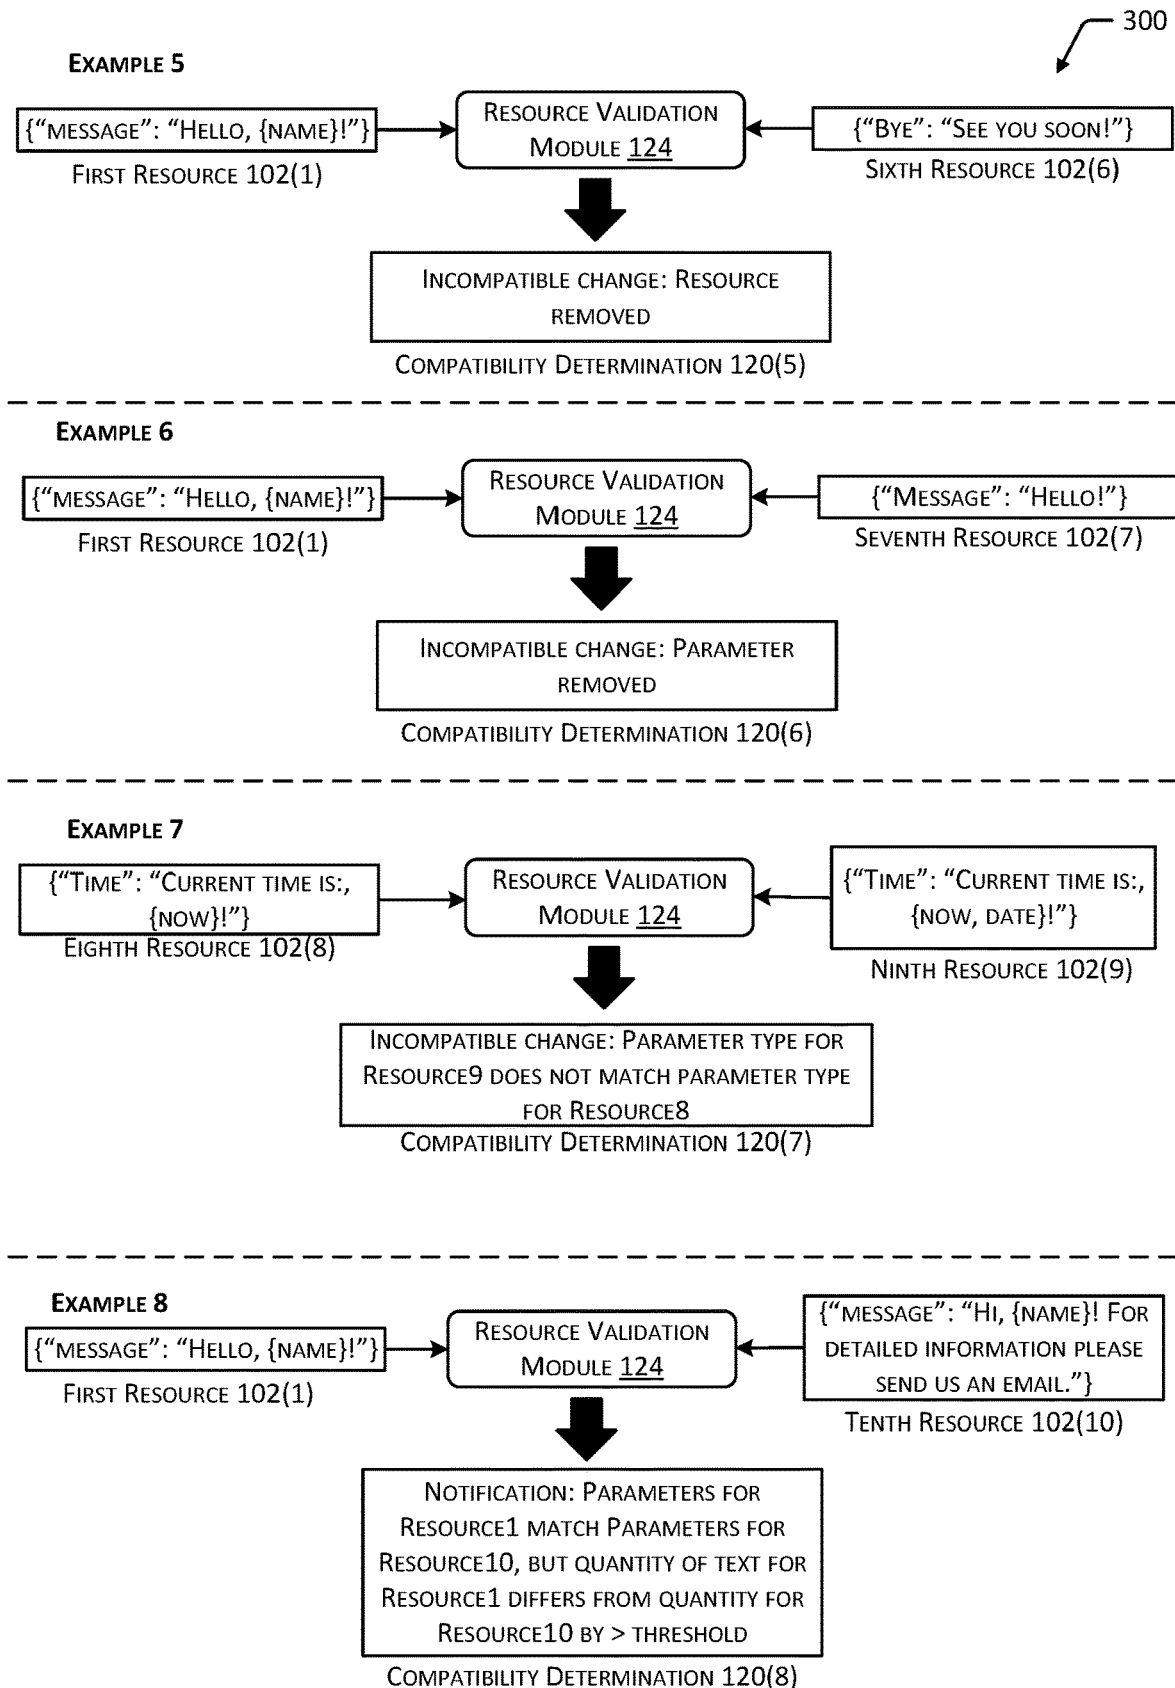 300
EXAMPLE 5
{“MESSAGE”: “HELLO, {NAME}!”}
FIRST RESOURCE 102(1)
RESOURCE VALIDATION
MODULE 124
{“BYE”: “SEE YOU SOON!”}
SIXTH RESOURCE 102(6)
INCOMPATIBLE CHANGE: RESOURCE
REMOVED
COMPATIBILITY DETERMINATION 120(5)
EXAMPLE 6
{“MESSAGE”: “HELLO, {NAME}!”}
FIRST RESOURCE 102(1)
RESOURCE VALIDATION
MODULE 124
{“MESSAGE”: “HELLO!”}
SEVENTH RESOURCE 102(7)
INCOMPATIBLE CHANGE: PARAMETER
REMOVED
COMPATIBILITY DETERMINATION 120(6)
EXAMPLE 7
{“TIME”: “CURRENT TIME IS:,
{NOW}!”}
EIGHTH RESOURCE 102(8)
RESOURCE VALIDATION
MODULE 124
{“TIME”: “CURRENT TIME IS:,
{NOW, DATE}!”}
NINTH RESOURCE 102(9)
INCOMPATIBLE CHANGE: PARAMETER TYPE FOR
RESOURCE9 DOES NOT MATCH PARAMETER TYPE
FOR RESOURCE8
COMPATIBILITY DETERMINATION 120(7)
EXAMPLE 8
{“MESSAGE”: “HELLO, {NAME}!”}
FIRST RESOURCE 102(1)
RESOURCE VALIDATION
MODULE 124
{“MESSAGE”: “HI, {NAME}! FOR
DETAILED INFORMATION PLEASE
SEND US AN EMAIL.”}
TENTH RESOURCE 102(10)
NOTIFICATION: PARAMETERS FOR
RESOURCE1 MATCH PARAMETERS FOR
RESOURCE10, BUT QUANTITY OF TEXT FOR
RESOURCE1 DIFFERS FROM QUANTITY FOR
RESOURCE10 BY > THRESHOLD
COMPATIBILITY DETERMINATION 120(8)